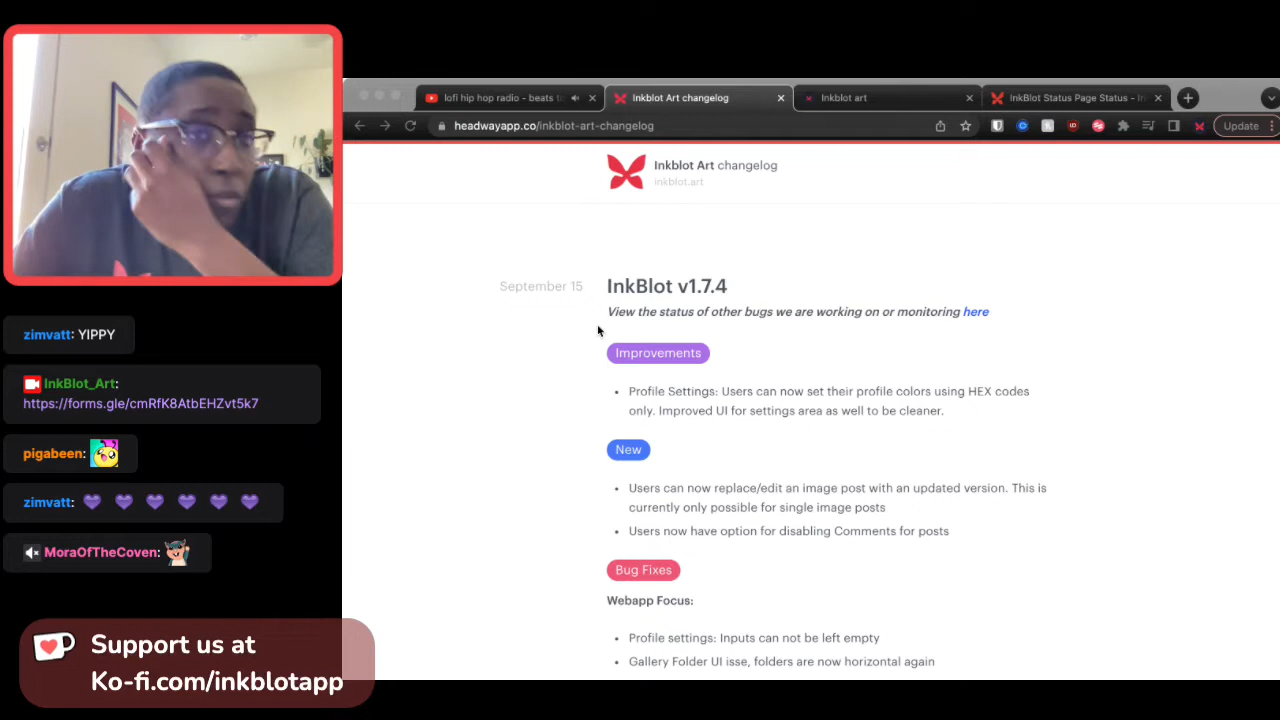 zimvatt: YIPPY
InkBlot_Art:
https://forms.gle/cmRfK8AtbEHZvt5k7
pigabeen:
zimvatt: 💜 💜 💜 💜 💜 💜
MoraOfTheCoven:
Support us at
Ko-fi.com/inkblotapp
lofi hip hop radio - beats to
Inkblot Art changelog
Inkblot art
InkBlot Status Page Status - In
headwayapp.co/inkblot-art-changelog
Update
Inkblot Art changelog
inkblot.art
September 15
InkBlot v1.7.4
View the status of other bugs we are working on or monitoring here
Improvements
• Profile Settings: Users can now set their profile colors using HEX codes
only. Improved UI for settings area as well to be cleaner.
New
• Users can now replace/edit an image post with an updated version. This is
currently only possible for single image posts
• Users now have option for disabling Comments for posts
Bug Fixes
Webapp Focus:
• Profile settings: Inputs can not be left empty
• Gallery Folder UI isse, folders are now horizontal again